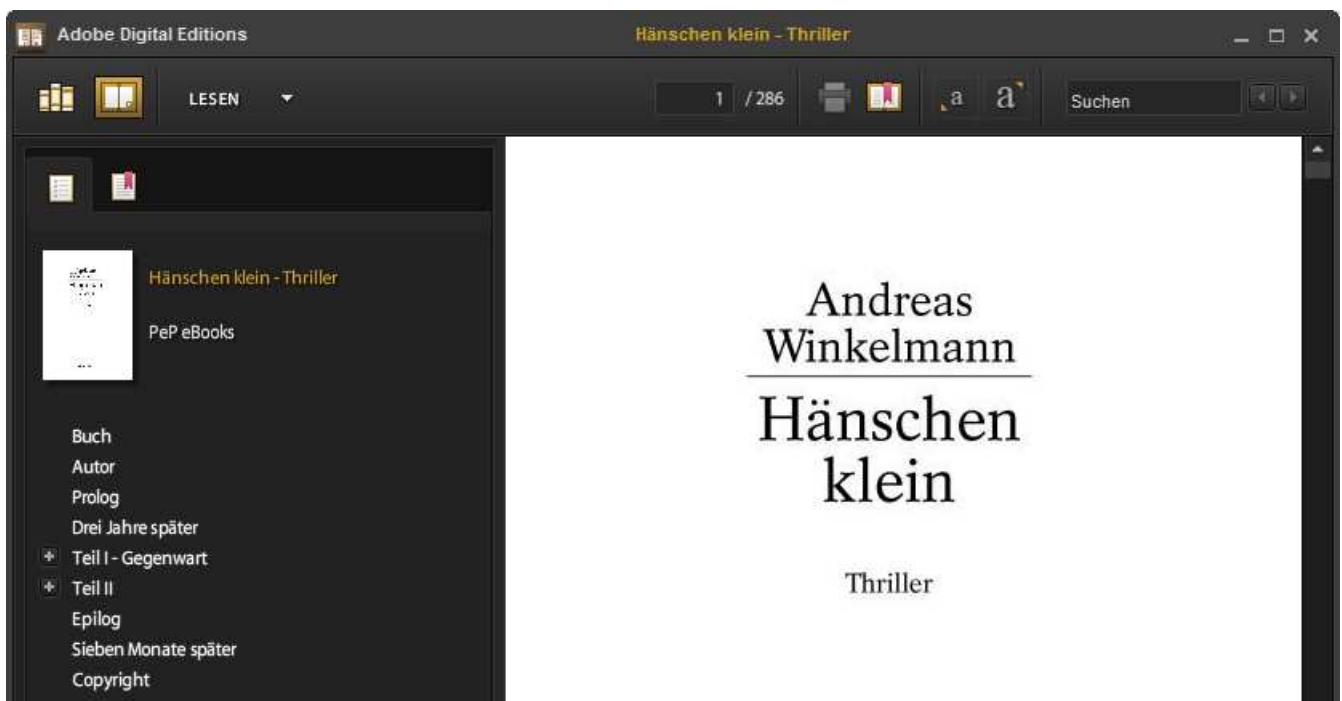 Adobe Digital Editions Hänschen klein - Thriller
LESEN 1 / 286 a a Suchen
Hänschen klein - Thriller
PeP eBooks
Buch
Autor
Prolog
Drei Jahre später
Teil I - Gegenwart
Teil II
Epilog
Sieben Monate später
Copyright
Andreas
Winkelmann
Hänschen
klein
Thriller